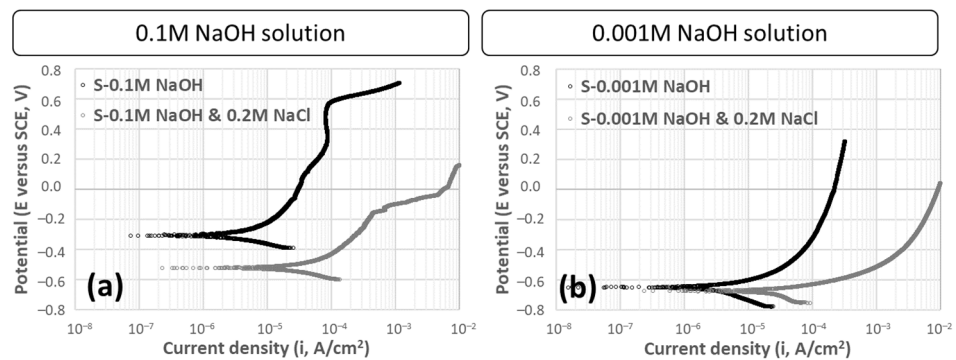 0.1M NaOH solution
0.001M NaOH solution
0.8
0.6
0.4
0.2
0.0
−0.2
−0.4
−0.6
−0.8
Potential (E versus SCE, V)
S-0.1M NaOH
S-0.1M NaOH & 0.2M NaCl
(a)
10⁻⁸ 10⁻⁷ 10⁻⁶ 10⁻⁵ 10⁻⁴ 10⁻³ 10⁻²
Current density (i, A/cm²)
0.8
0.6
0.4
0.2
0.0
−0.2
−0.4
−0.6
−0.8
Potential (E versus SCE, V)
S-0.001M NaOH
S-0.001M NaOH & 0.2M NaCl
(b)
10⁻⁸ 10⁻⁷ 10⁻⁶ 10⁻⁵ 10⁻⁴ 10⁻³ 10⁻²
Current density (i, A/cm²)